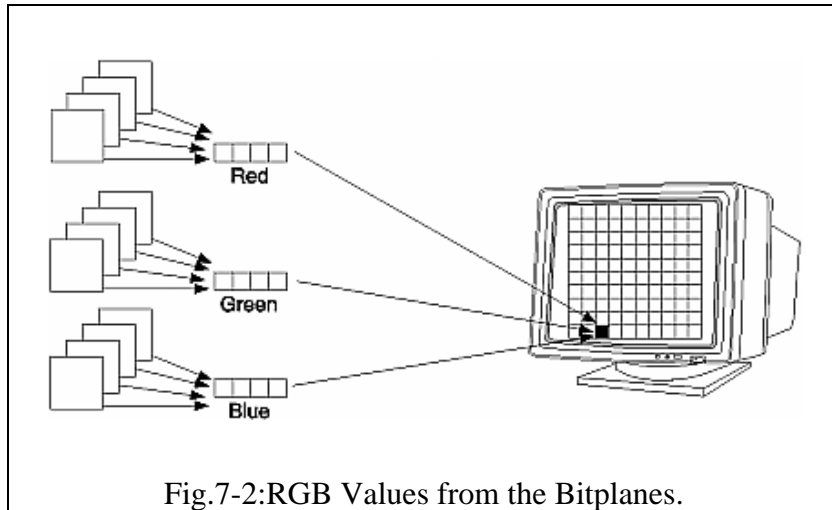 Red
Green
Blue
Fig.7-2:RGB Values from the Bitplanes.